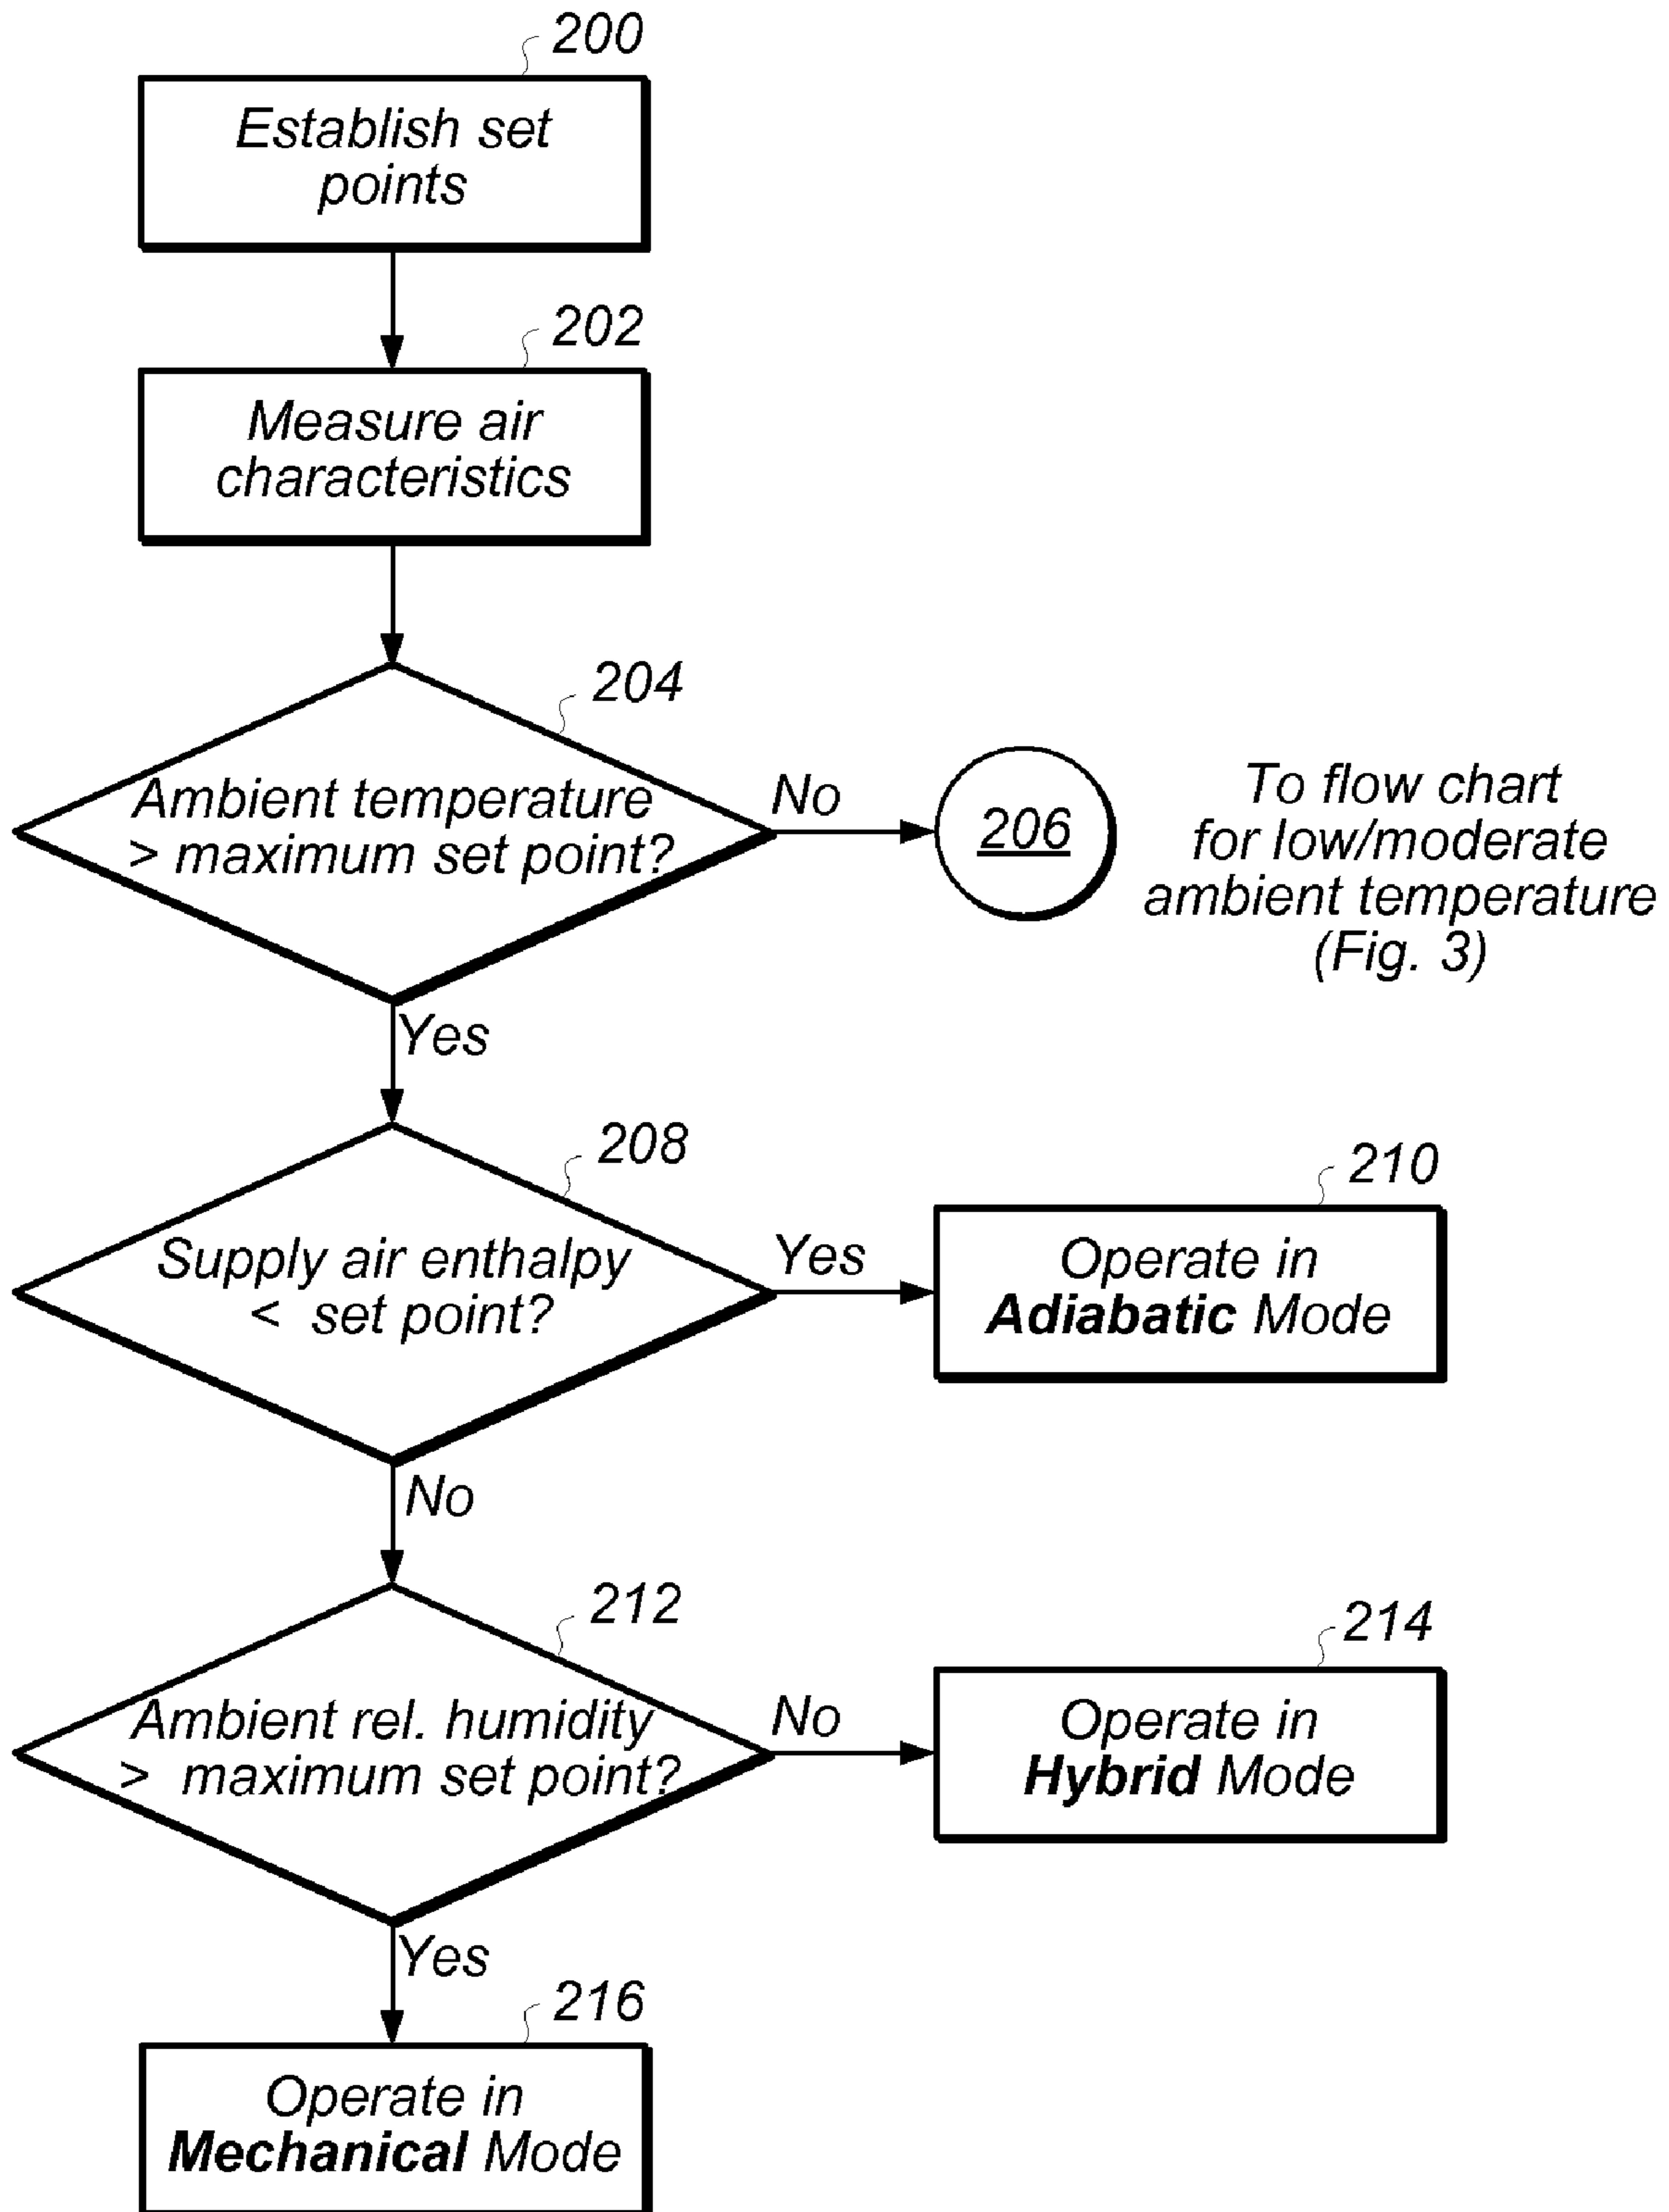 200
Establish set
points
202
Measure air
characteristics
204
Ambient temperature
> maximum set point?
No
206
To flow chart
for low/moderate
ambient temperature
(Fig. 3)
Yes
208
Supply air enthalpy
< set point?
Yes
210
Operate in
Adiabatic Mode
No
212
Ambient rel. humidity
> maximum set point?
No
214
Operate in
Hybrid Mode
Yes
216
Operate in
Mechanical Mode